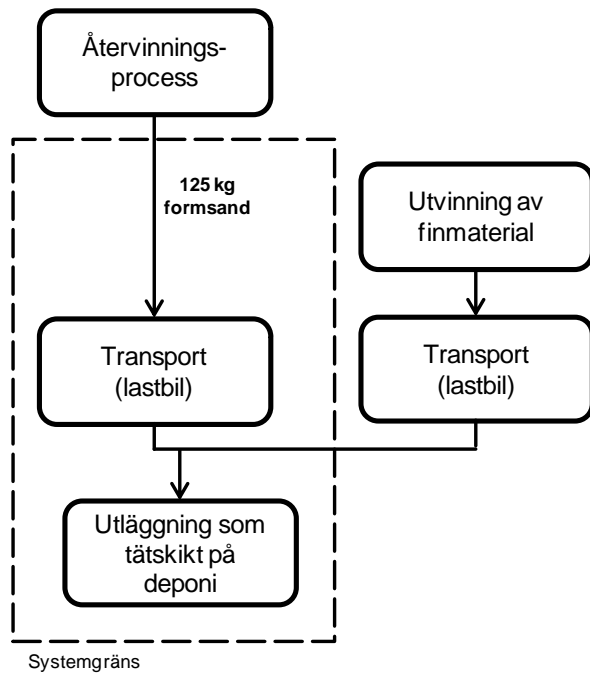 Återvinnings-
process
125 kg
formsand
Utvinning av
finmaterial
Transport
(lastbil)
Transport
(lastbil)
Utläggning som
tätskikt på
deponi
Systemgräns